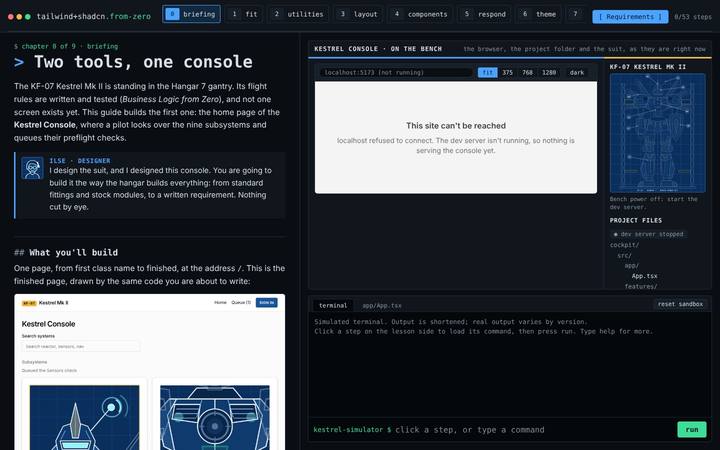 tailwind+shadcn.from-zero
0 briefing
1 fit
2 utilities
3 layout
4 components
5 respond
6 theme
7
[ Requirements ]
0/53 steps
$ chapter 0 of 9 · briefing
> Two tools, one console
The KF-07 Kestrel Mk II is standing in the Hangar 7 gantry. Its flight
rules are written and tested (Business Logic from Zero), and not one
screen exists yet. This guide builds the first one: the home page of the
Kestrel Console, where a pilot looks over the nine subsystems and
queues their preflight checks.
ILSE · DESIGNER
I design the suit, and I designed this console. You are going to
build it the way the hangar builds everything: from standard
fittings and stock modules, to a written requirement. Nothing
cut by eye.
## What you'll build
One page, from first class name to finished, at the address /. This is the
finished page, drawn by the same code you are about to write:
KF-07 Kestrel Mk II
Home
Queue (1)
SIGN IN
Kestrel Console
Search systems
Search reactor, sensors, nav
Subsystems
Queued the Sensors check
KESTREL CONSOLE · ON THE BENCH
the browser, the project folder and the suit, as they are right now
localhost:5173 (not running)
fit
375
768
1280
dark
This site can't be reached
localhost refused to connect. The dev server isn't running, so nothing is
serving the console yet.
KF-07 KESTREL MK II
Bench power off: start the
dev server.
PROJECT FILES
● dev server stopped
cockpit/
src/
app/
App.tsx
features/
terminal
app/App.tsx
reset sandbox
Simulated terminal. Output is shortened; real output varies by version.
Click a step on the lesson side to load its command, then press run. Type help for more.
kestrel-simulator $ click a step, or type a command
run